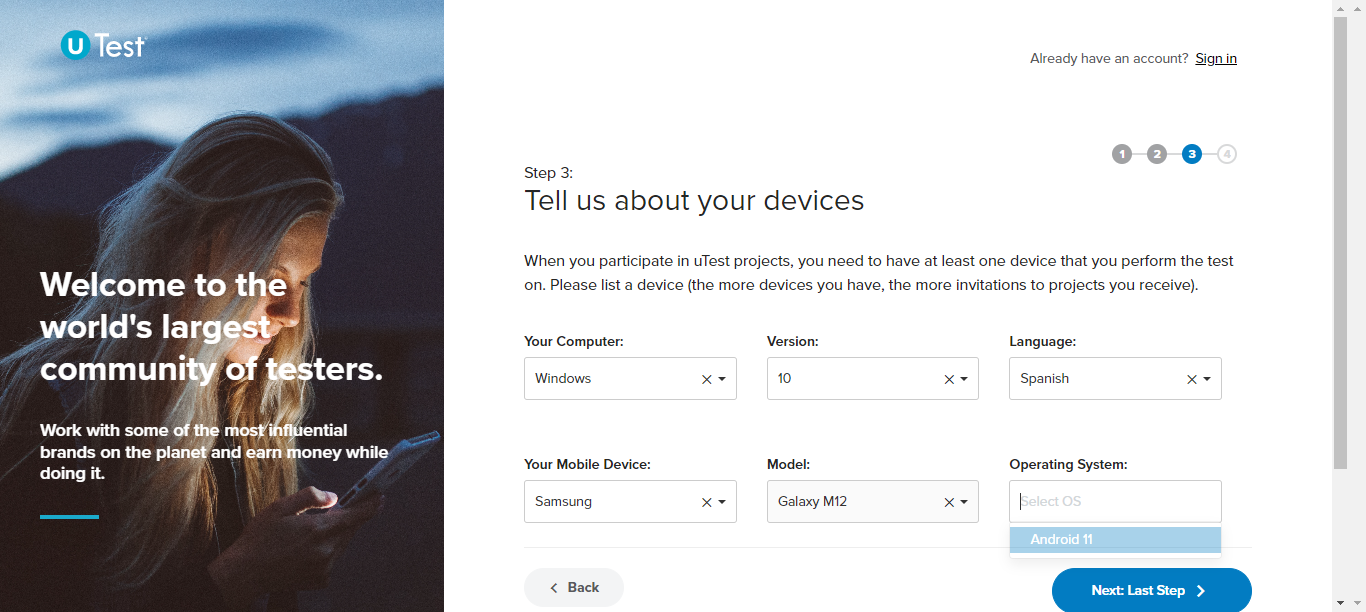 U Test
Already have an account? Sign in
1 2 3 4
Step 3:
Tell us about your devices
Welcome to the
world's largest
community of testers.
Work with some of the most influential
brands on the planet and earn money while
doing it.
When you participate in uTest projects, you need to have at least one device that you perform the test
on. Please list a device (the more devices you have, the more invitations to projects you receive).
Your Computer: Version: Language:
Windows 10 Spanish
Your Mobile Device: Model: Operating System:
Samsung Galaxy M12 Select OS
Android 11
Back Next: Last Step